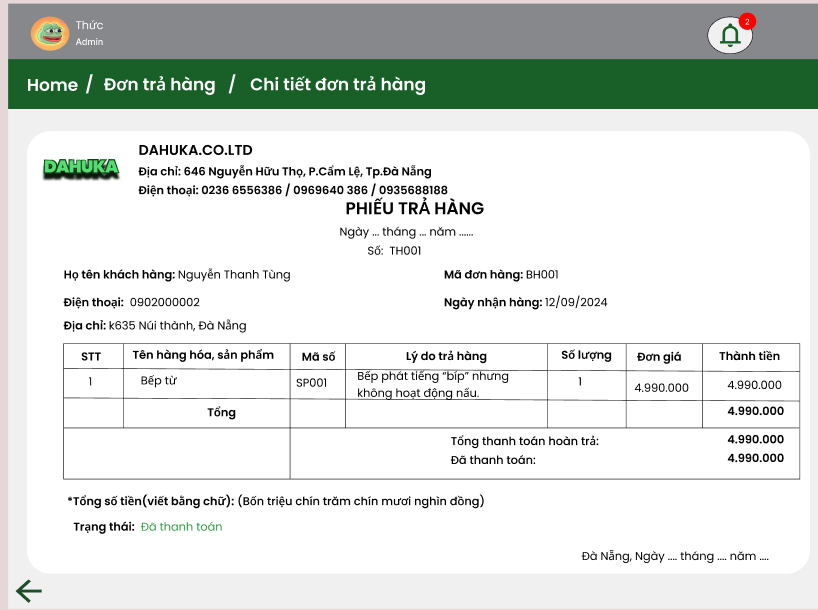 Thức
Admin
2
Home / Đơn trả hàng / Chi tiết đơn trả hàng
DAHUKA
DAHUKA.CO.LTD
Địa chỉ: 646 Nguyễn Hữu Thọ, P.Cẩm Lệ, Tp.Đà Nẵng
Điện thoại: 0236 6556386 / 0969640 386 / 0935688188
PHIẾU TRẢ HÀNG
Ngày ... tháng ... năm ......
Số: TH001
Họ tên khách hàng: Nguyễn Thanh Tùng Mã đơn hàng: BH001
Điện thoại: 0902000002 Ngày nhận hàng: 12/09/2024
Địa chỉ: k635 Núi thành, Đà Nẵng
STT Tên hàng hóa, sản phẩm Mã số Lý do trả hàng Số lượng Đơn giá Thành tiền
1 Bếp từ SP001 Bếp phát tiếng “bíp” nhưng 1 4.990.000 4.990.000
không hoạt động nấu.
Tổng 4.990.000
Tổng thanh toán hoàn trả: 4.990.000
Đã thanh toán: 4.990.000
*Tổng số tiền(viết bằng chữ): (Bốn triệu chín trăm chín mươi nghìn đồng)
Trạng thái: Đã thanh toán
Đà Nẵng, Ngày .... tháng .... năm ....